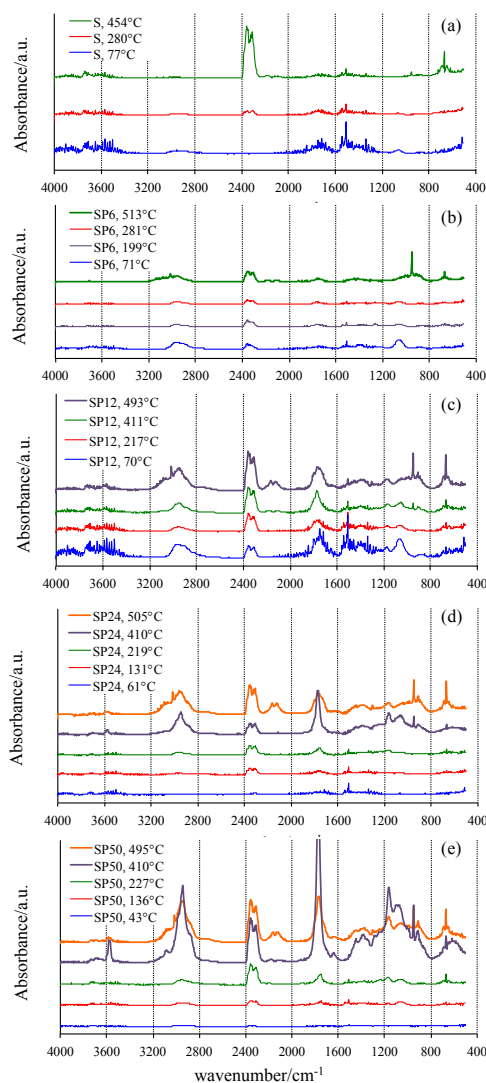 (a)
S, 454°C
S, 280°C
S, 77°C
Absorbance/a.u.
4000 3200 2400 2000 1600 1200 800 400
(b)
SP6, 513°C
SP6, 281°C
SP6, 199°C
SP6, 71°C
Absorbance/a.u.
4000 3600 3200 2800 2400 2000 1600 1200 800 400
(c)
SP12, 493°C
SP12, 411°C
SP12, 217°C
SP12, 70°C
Absorbance/a.u.
4000 3600 3200 2800 2400 2000 1600 1200 800 400
(d)
SP24, 505°C
SP24, 410°C
SP24, 219°C
SP24, 131°C
SP24, 61°C
Absorbance/a.u.
4000 3600 3200 2800 2400 2000 1600 1200 800 400
(e)
SP50, 495°C
SP50, 410°C
SP50, 227°C
SP50, 136°C
SP50, 43°C
Absorbance/a.u.
4000 3600 3200 2800 2400 2000 1600 1200 800 400
wavenumber/cm-1